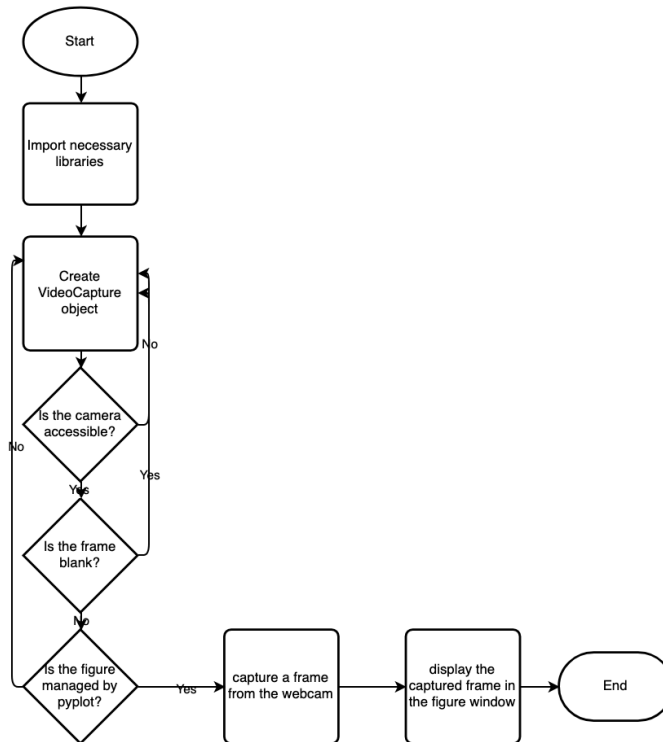 Start
Import necessary
libraries
Create
VideoCapture
object
No
Is the camera
accessible?
No
Yes
Yes
Is the frame
blank?
No
Is the figure
managed by
pyplot?
Yes
capture a frame
from the webcam
display the
captured frame in
the figure window
End